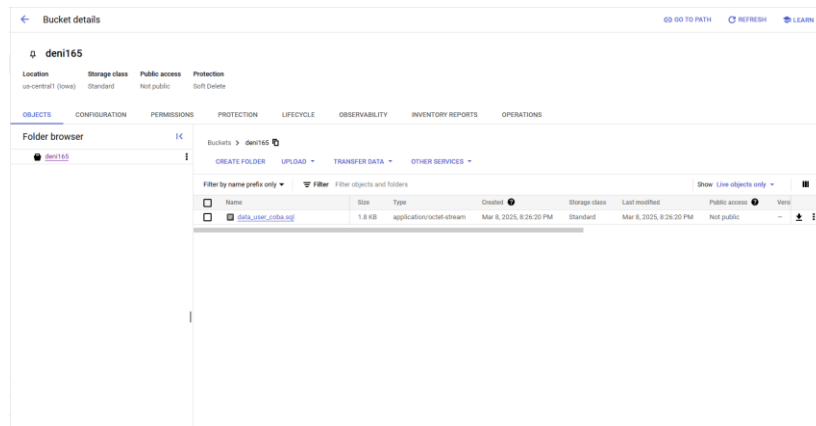 Bucket details GO TO PATH REFRESH LEARN
deni165
Location Storage class Public access Protection
us-central1 (Iowa) Standard Not public Soft Delete
OBJECTS CONFIGURATION PERMISSIONS PROTECTION LIFECYCLE OBSERVABILITY INVENTORY REPORTS OPERATIONS
Folder browser
deni165
Buckets > deni165
CREATE FOLDER UPLOAD TRANSFER DATA OTHER SERVICES
Filter by name prefix only Filter Filter objects and folders Show Live objects only
Name Size Type Created Storage class Last modified Public access Versi
data_user_coba.sql 1.8 KB application/octet-stream Mar 8, 2025, 8:26:20 PM Standard Mar 8, 2025, 8:26:20 PM Not public –